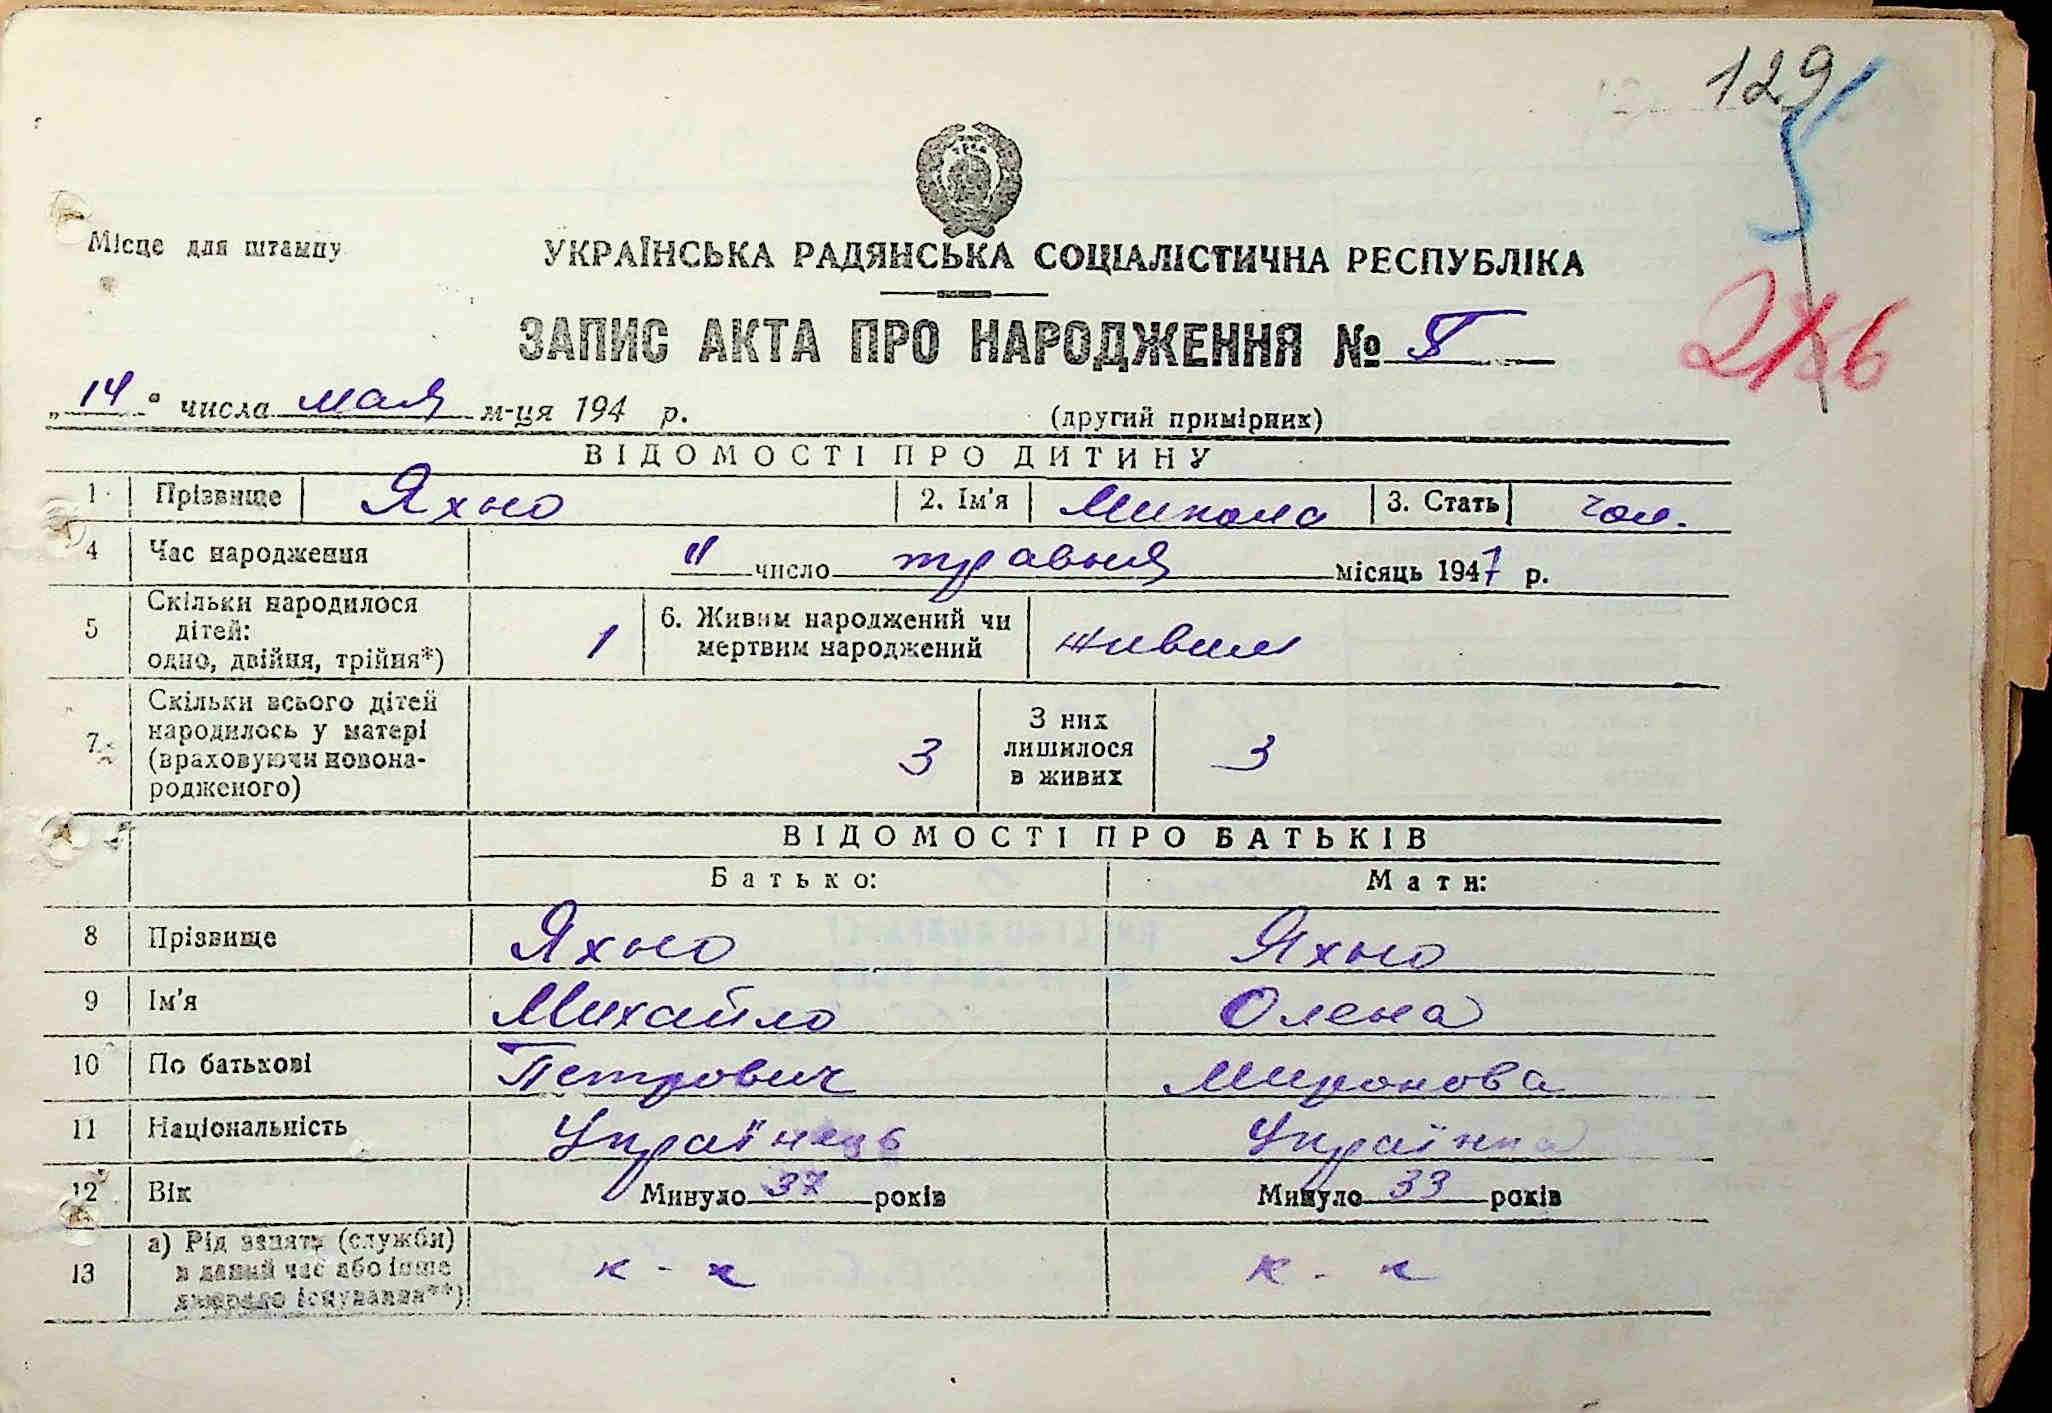 129
Місце для штампу
УКРАЇНСЬКА РАДЯНСЬКА СОЦІАЛІСТИЧНА РЕСПУБЛІКА
ЗАПИС АКТА ПРО НАРОДЖЕННЯ №
„14" числа мая м-ця 194 р. (другий примірник)
ВІДОМОСТІ ПРО ДИТИНУ
1 Прізвище Яхно 2. Ім'я Микола 3. Стать чол.
4 Час народження 11 число травня місяць 1947 р.
5 Скільки народилося дітей: одно, двійня, трійня*) 1 6. Живим народжений чи мертвим народжений живим
7 Скільки всього дітей народилось у матері (враховуючи новонародженого) 3 З них лишилося в живих 3
ВІДОМОСТІ ПРО БАТЬКІВ
Батько: Мати:
8 Прізвище Яхно Яхно
9 Ім'я Михайло Олена
10 По батькові Петрович Миронова
11 Національність Українець Українка
12 Вік Минуло 37 років Минуло 33 років
13 а) Рід занять (служби) в даний час або інше джерело існування**) к-к к-к